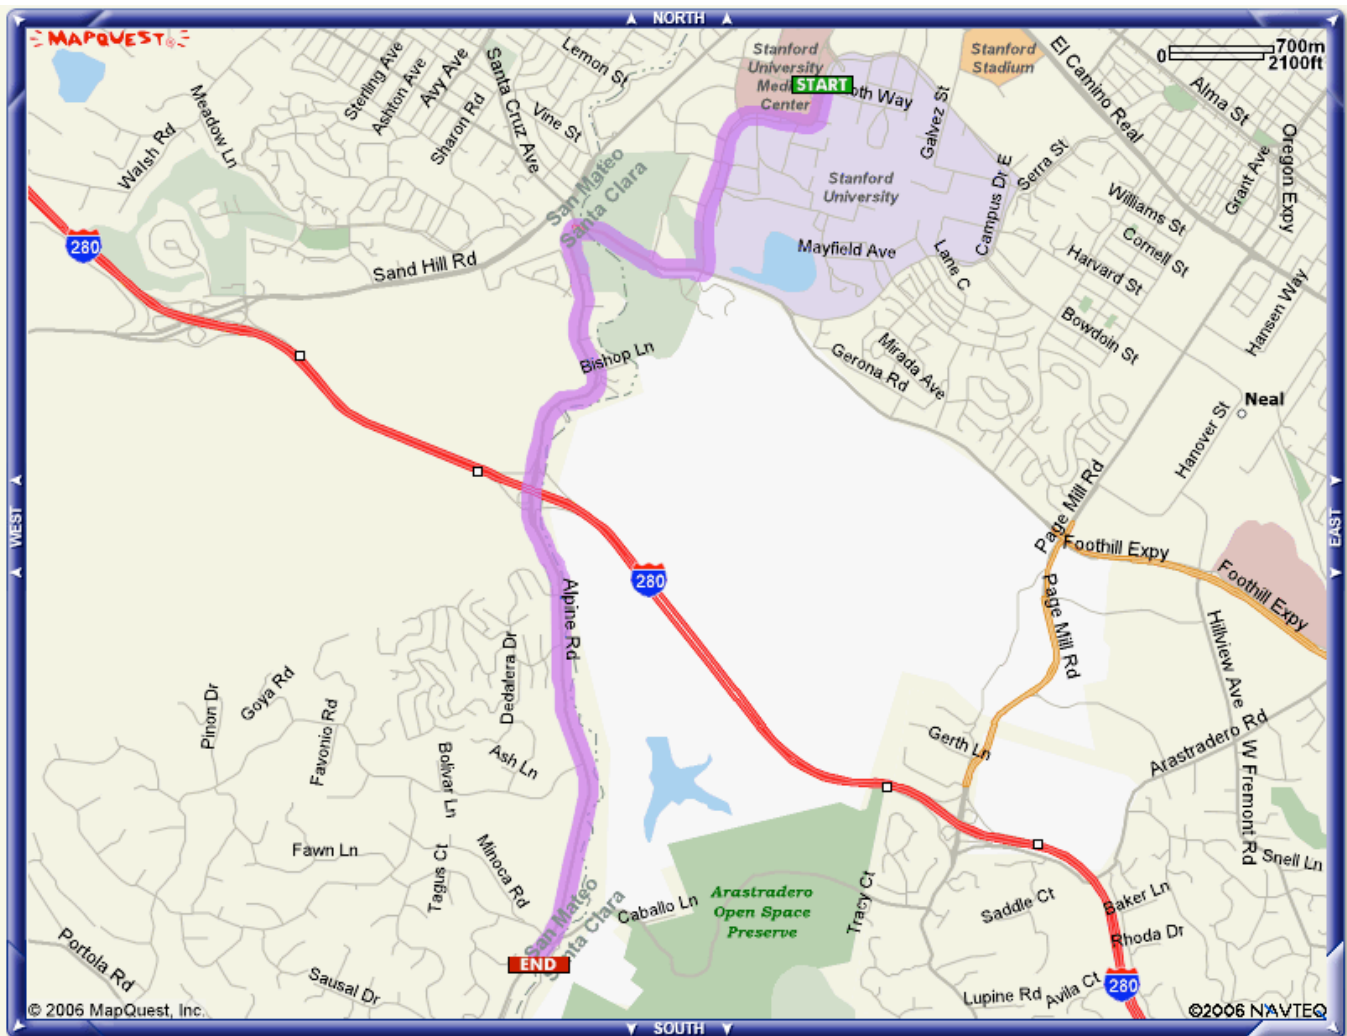 NORTH
MAPQUEST
700m
0
2100ft
Stanford
University
Medi
Center
START
oth Way
Stanford
Stadium
El Camino Real
Alma St
Oregon Expy
Grant Ave
Lemon St
Santa Cruz Ave
Sterling Ave
Ashton Ave
Avy Ave
Sharon Rd
Vine St
Meadow Ln
Walsh Rd
Galvez St
Serra St
Campus Dr E
Stanford
University
Williams St
Cornell St
Harvard St
San Mateo
Santa Clara
280
Sand Hill Rd
Mayfield Ave
Lane C
Bowdoin St
Hansen Way
Bishop Ln
Mirada Ave
Gerona Rd
Neal
Hanover St
Page Mill Rd
WEST
EAST
Foothill Expy
Foothill Expy
280
Page Mill Rd
Alpine Rd
Hillview Ave
Dedalera Dr
Goya Rd
Pinon Dr
Favonio Rd
Bolivar Ln
Ash Ln
Gerth Ln
Arastradero Rd
W Fremont Rd
Fawn Ln
Tagus Ct
Minoca Rd
Snell Ln
San Mateo
Santa Clara
Caballo Ln
Arastradero
Open Space
Preserve
Tracy Ct
Saddle Ct
Baker Ln
Rhoda Dr
Portola Rd
Sausal Dr
END
Lupine Rd
Avila Ct
280
© 2006 MapQuest, Inc.
©2006 NAVTEQ
SOUTH